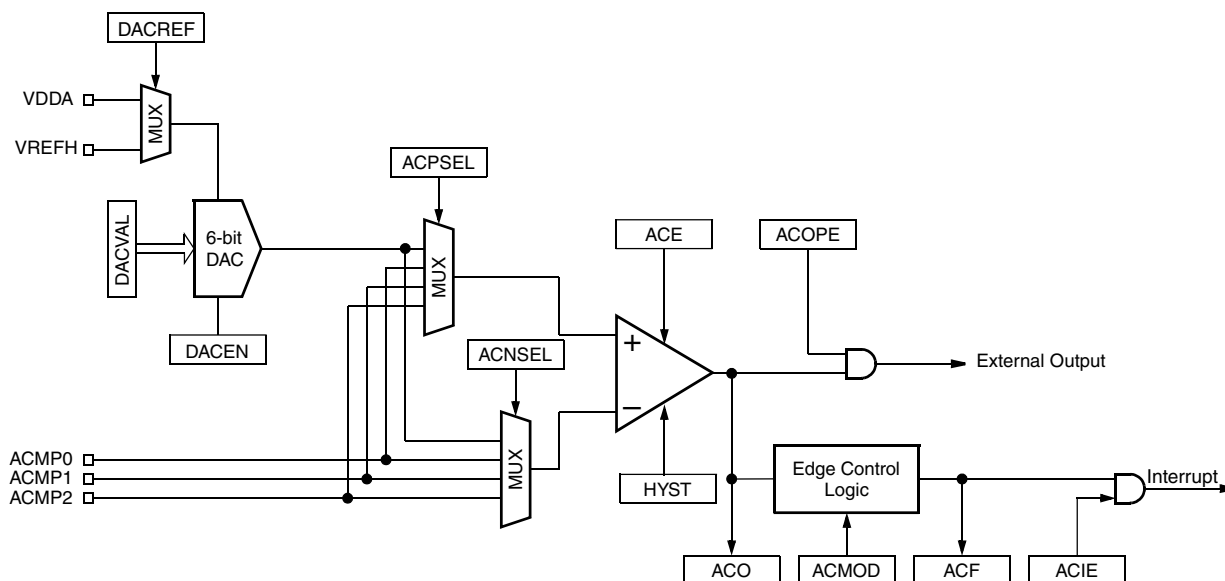 DACREF
VDDA
MUX
VREFH
ACPSEL
DACVAL
6-bit
DAC
MUX
ACE
ACOPE
DACEN
ACNSEL
+
−
External Output
MUX
ACMP0
ACMP1
ACMP2
HYST
Edge Control
Logic
Interrupt
ACO
ACMOD
ACF
ACIE